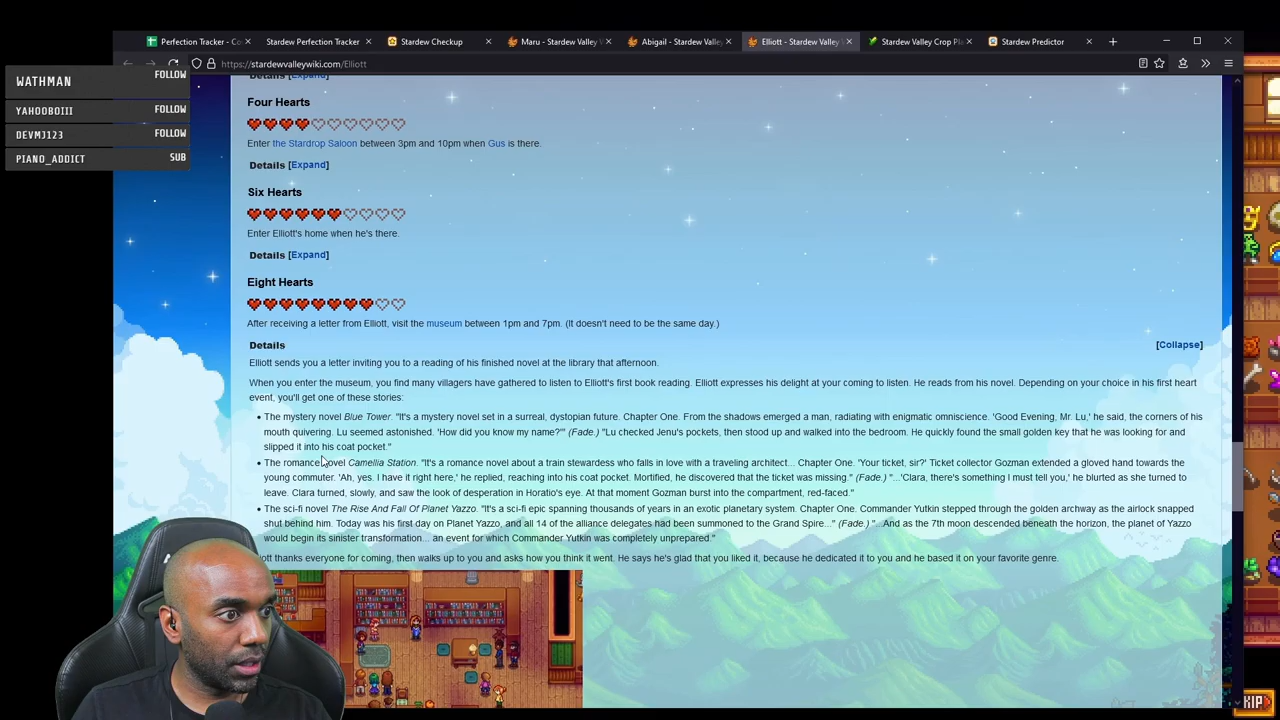 Perfection Tracker - Co
Stardew Perfection Tracker
Stardew Checkup
Maru - Stardew Valley V
Abigail - Stardew Valley
Elliott - Stardew Valley
Stardew Valley Crop Pla
Stardew Predictor
https://stardewvalleywiki.com/Elliott
WATHMAN FOLLOW
YAHOOBOIII FOLLOW
DEVMJ123 FOLLOW
PIANO_ADDICT SUB
Details [Expand]
Four Hearts
Enter the Stardrop Saloon between 3pm and 10pm when Gus is there.
Details [Expand]
Six Hearts
Enter Elliott's home when he's there.
Details [Expand]
Eight Hearts
After receiving a letter from Elliott, visit the museum between 1pm and 7pm. (It doesn't need to be the same day.)
Details [Collapse]
Elliott sends you a letter inviting you to a reading of his finished novel at the library that afternoon.
When you enter the museum, you find many villagers have gathered to listen to Elliott's first book reading. Elliott expresses his delight at your coming to listen. He reads from his novel. Depending on your choice in his first heart
event, you'll get one of these stories:
The mystery novel Blue Tower. "It's a mystery novel set in a surreal, dystopian future. Chapter One. From the shadows emerged a man, radiating with enigmatic omniscience. 'Good Evening, Mr. Lu,' he said, the corners of his
mouth quivering. Lu seemed astonished. 'How did you know my name?'" (Fade.) "Lu checked Jenu's pockets, then stood up and walked into the bedroom. He quickly found the small golden key that he was looking for and
slipped it into his coat pocket."
The romance novel Camellia Station. "It's a romance novel about a train stewardess who falls in love with a traveling architect... Chapter One. 'Your ticket, sir?' Ticket collector Gozman extended a gloved hand towards the
young commuter. 'Ah, yes. I have it right here,' he replied, reaching into his coat pocket. Mortified, he discovered that the ticket was missing." (Fade.) "...'Clara, there's something I must tell you,' he blurted as she turned to
leave. Clara turned, slowly, and saw the look of desperation in Horatio's eye. At that moment Gozman burst into the compartment, red-faced."
The sci-fi novel The Rise And Fall Of Planet Yazzo. "It's a sci-fi epic spanning thousands of years in an exotic planetary system. Chapter One. Commander Yutkin stepped through the golden archway as the airlock snapped
shut behind him. Today was his first day on Planet Yazzo, and all 14 of the alliance delegates had been summoned to the Grand Spire..." (Fade.) "...And as the 7th moon descended beneath the horizon, the planet of Yazzo
would begin its sinister transformation... an event for which Commander Yutkin was completely unprepared."
iott thanks everyone for coming, then walks up to you and asks how you think it went. He says he's glad that you liked it, because he dedicated it to you and he based it on your favorite genre.
KIP